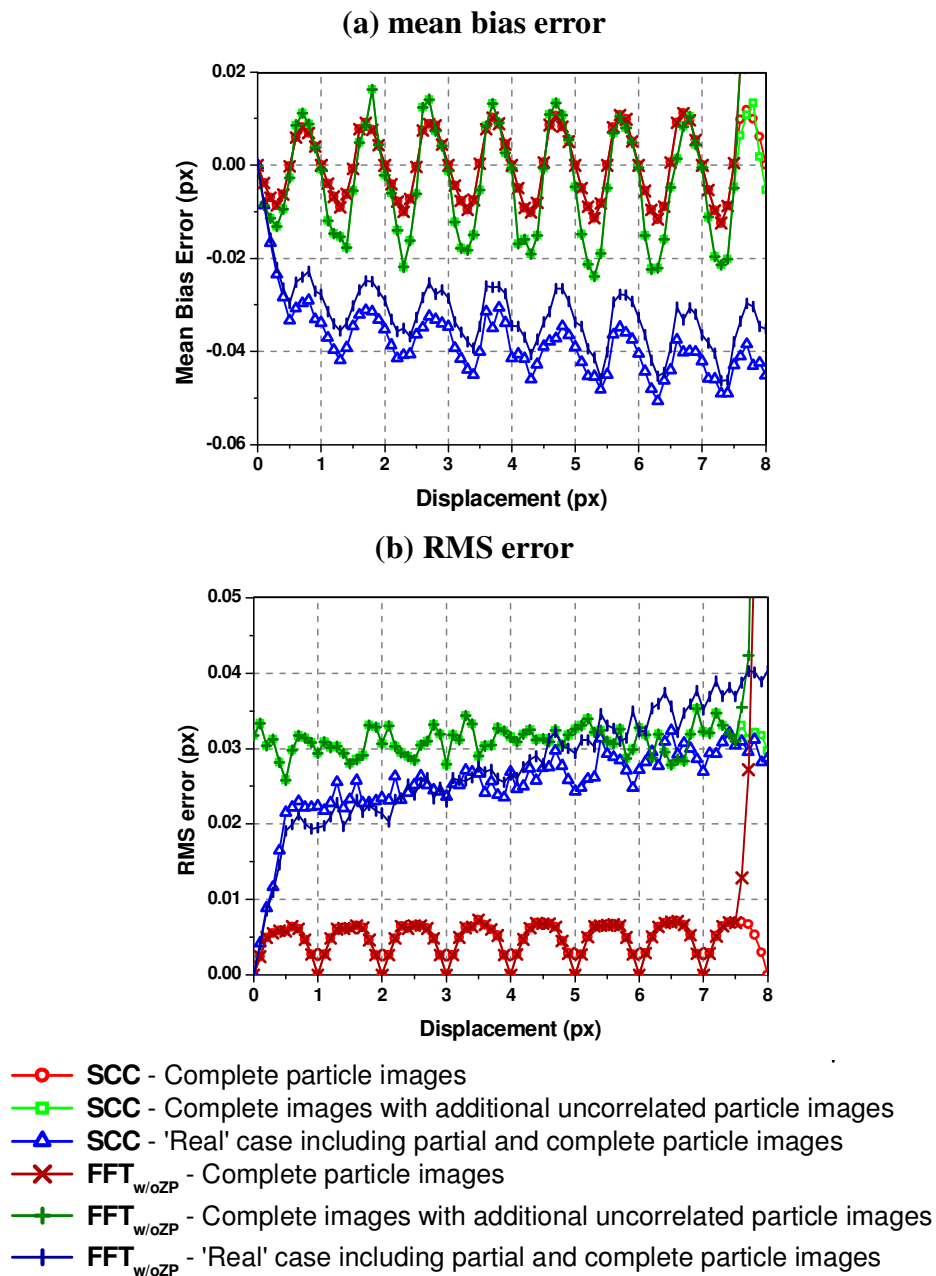 (a) mean bias error
0.02
0.00
-0.02
-0.04
-0.06
Mean Bias Error (px)
0 1 2 3 4 5 6 7 8
Displacement (px)
(b) RMS error
0.05
0.04
0.03
0.02
0.01
0.00
RMS error (px)
0 1 2 3 4 5 6 7 8
Displacement (px)
SCC - Complete particle images
SCC - Complete images with additional uncorrelated particle images
SCC - 'Real' case including partial and complete particle images
FFTw/oZP - Complete particle images
FFTw/oZP - Complete images with additional uncorrelated particle images
FFTw/oZP - 'Real' case including partial and complete particle images